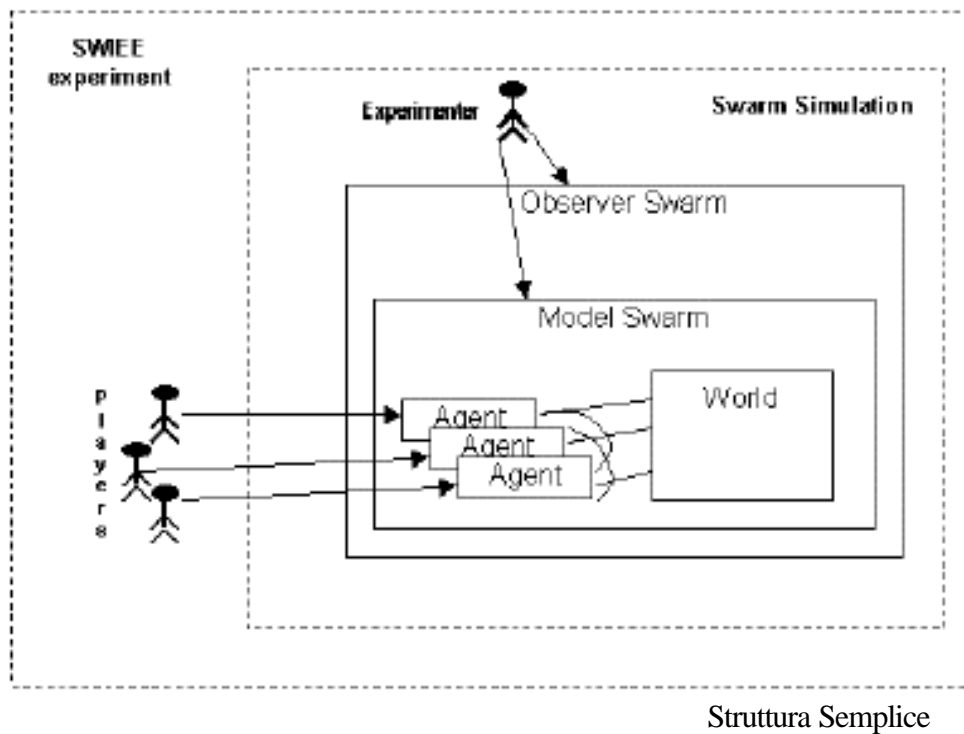 SWIEE
experiment
Experimenter
Swarm Simulation
Observer Swarm
Model Swarm
Players
Agent
Agent
Agent
World
Struttura Semplice